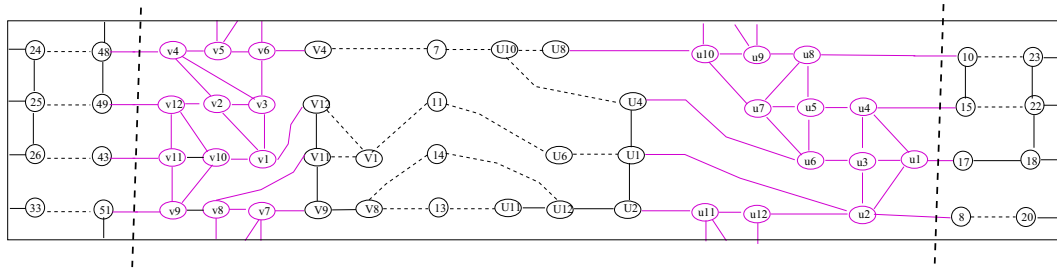 24 48 v4 v5 v6 V4 7 U10 U8 u10 u9 u8 10 23
25 49 v12 v2 v3 V12 11 U4 u7 u5 u4 15 22
26 43 v11 v10 v1 V11 V1 14 U6 U1 u6 u3 u1 17 18
33 51 v9 v8 v7 V9 V8 13 U11 U12 U2 u11 u12 u2 8 20